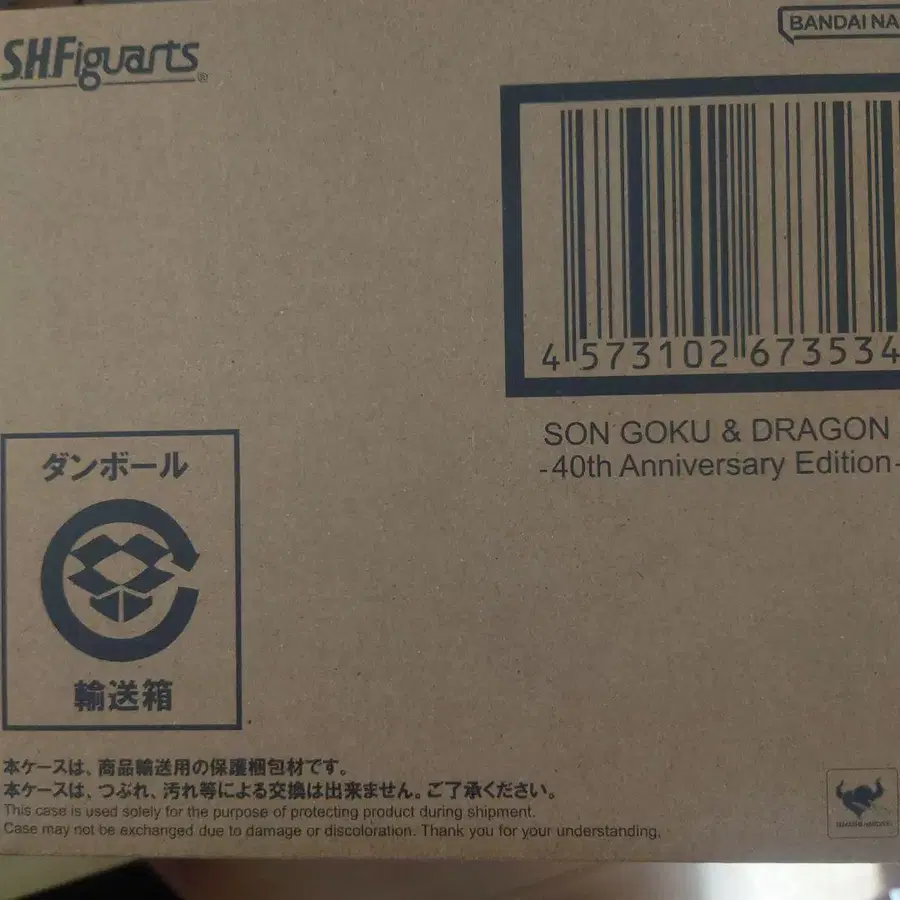 S.H.Figuarts®
BANDAI NA
4 573102 673534
SON GOKU & DRAGON
-40th Anniversary Edition-
ダンボール
輸送箱
本ケースは、商品輸送用の保護梱包材です。
本ケースは、つぶれ、汚れ等による交換は出来ません。ご了承ください。
This case is used solely for the purpose of protecting product during shipment.
Case may not be exchanged due to damage or discoloration. Thank you for your understanding.
TAMASHII NATIONS